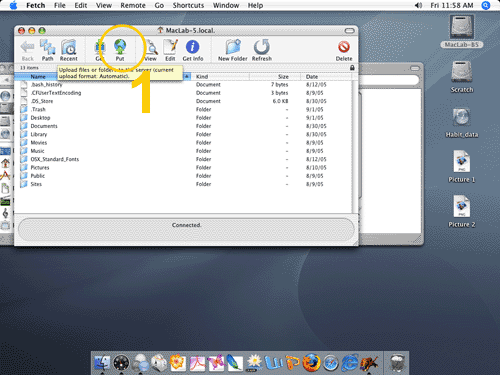 Fetch File Edit View Go Remote Go Shortcuts Window Help Fri 11:58 AM
MacLab-5.local.
Back Path Recent Get Put View Edit Get Info New Folder Refresh Delete
13 items
Upload files or folders to the server (current
upload format: Automatic).
1
Name Kind Size Date
.bash_history Document 7 bytes 8/12/05
.CFUserTextEncoding Document 3 bytes 8/9/05
.DS_Store Document 6.0 KB 8/30/05
.Trash Folder - 9/1/05
Desktop Folder - 9/1/05
Documents Folder - 8/30/05
Library Folder - 8/30/05
Movies Folder - 8/9/05
Music Folder - 8/9/05
OSX_Standard_Fonts Folder - 8/12/05
Pictures Folder - 8/10/05
Public Folder - 8/9/05
Sites Folder - 8/9/05
Connected.
MacLab-B5
Scratch
Habit_data
Picture 1
Picture 2